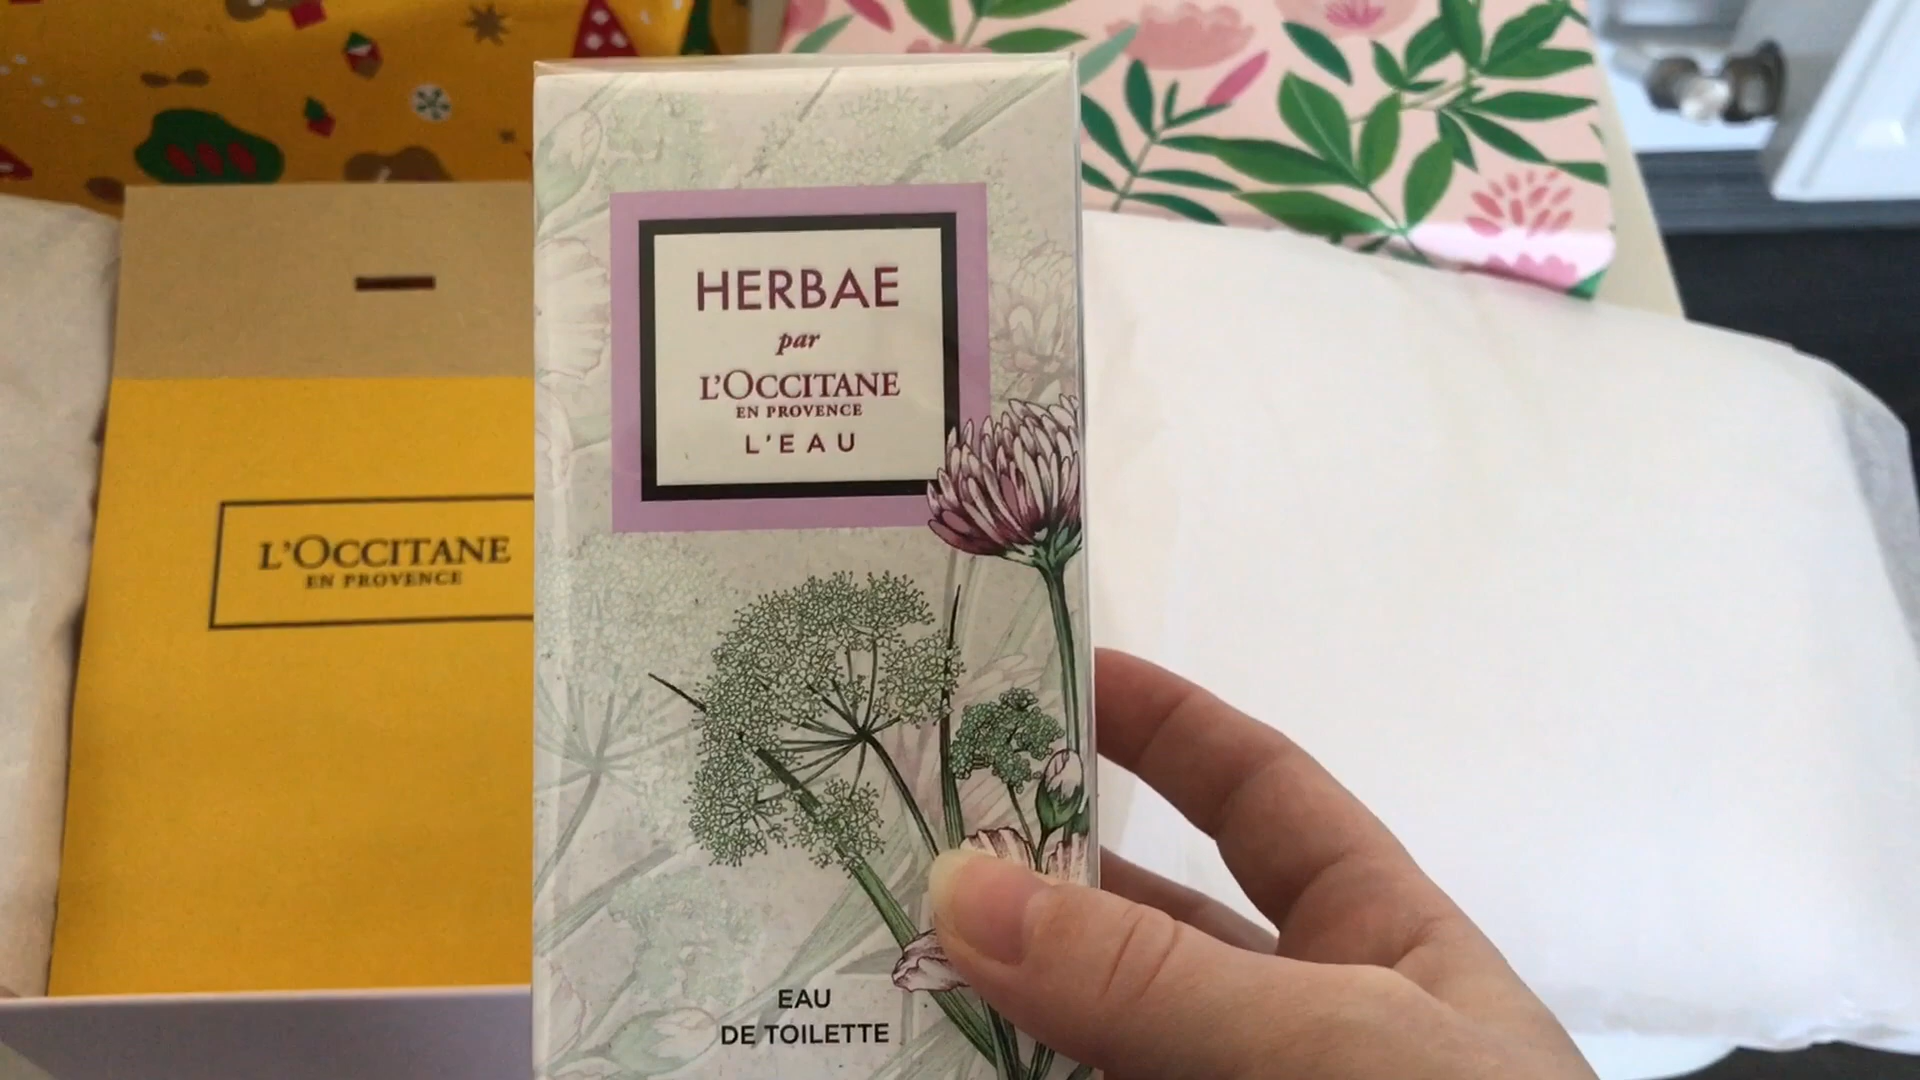 HERBAE
par
L'OCCITANE
EN PROVENCE
L'EAU
EAU
DE TOILETTE
L'OCCITANE
EN PROVENCE